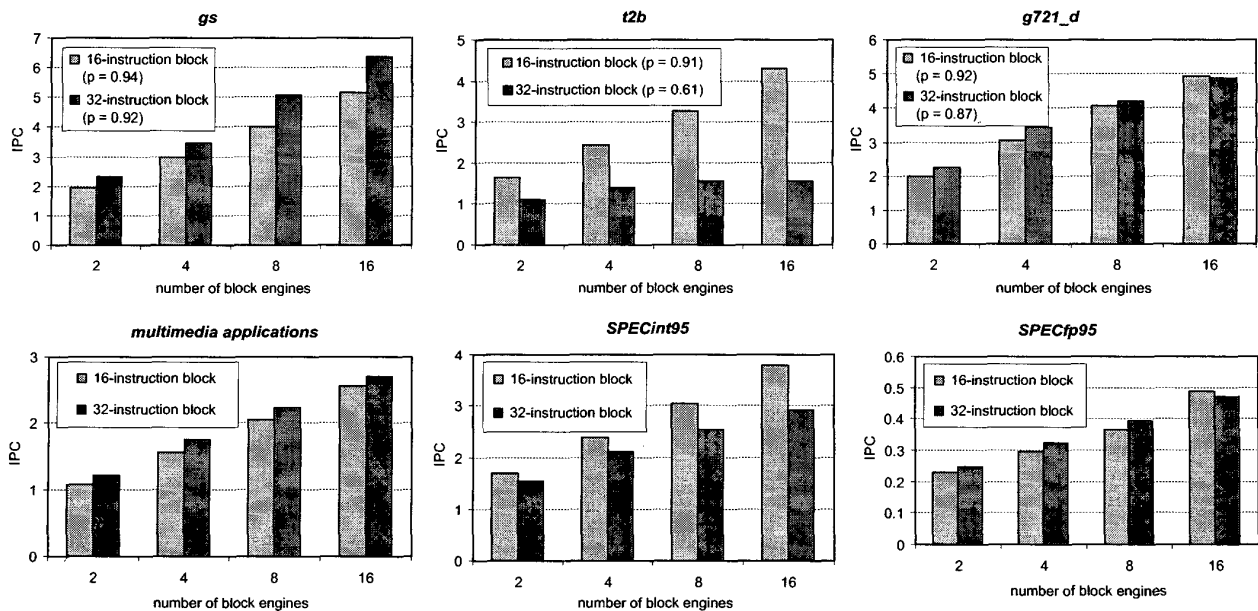 gs
7
6
5
4
3
2
1
0
IPC
16-instruction block
(p = 0.94)
32-instruction block
(p = 0.92)
2 4 8 16
number of block engines
t2b
5
4
3
2
1
0
IPC
16-instruction block (p = 0.91)
32-instruction block (p = 0.61)
2 4 8 16
number of block engines
g721_d
6
5
4
3
2
1
0
IPC
16-instruction block
(p = 0.92)
32-instruction block
(p = 0.87)
2 4 8 16
number of block engines
multimedia applications
3
2
1
0
IPC
16-instruction block
32-instruction block
2 4 8 16
number of block engines
SPECint95
4
3
2
1
0
IPC
16-instruction block
32-instruction block
2 4 8 16
number of block engines
SPECfp95
0.6
0.5
0.4
0.3
0.2
0.1
0
IPC
16-instruction block
32-instruction block
2 4 8 16
number of block engines